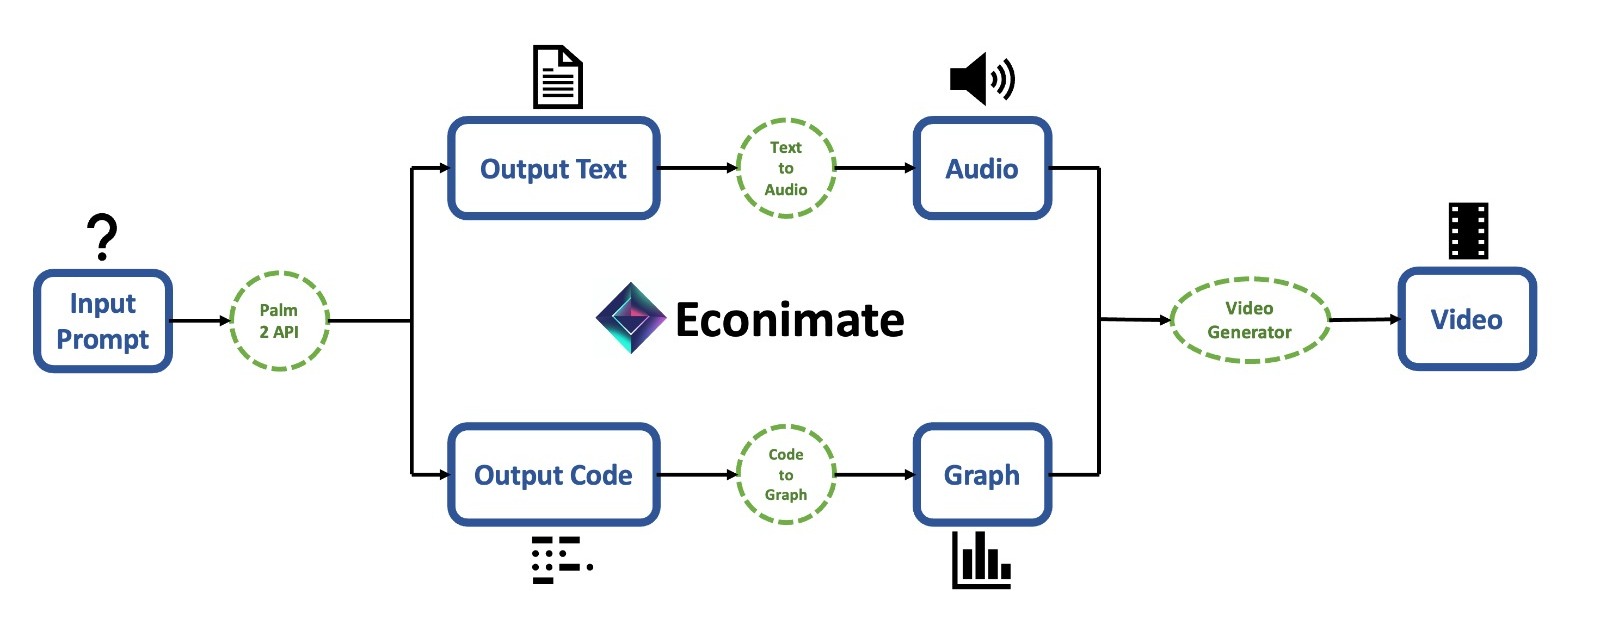 Output Text
Text
to
Audio
Audio
Input
Prompt
Palm
2 API
Econimate
Video
Generator
Video
Output Code
Code
to
Graph
Graph